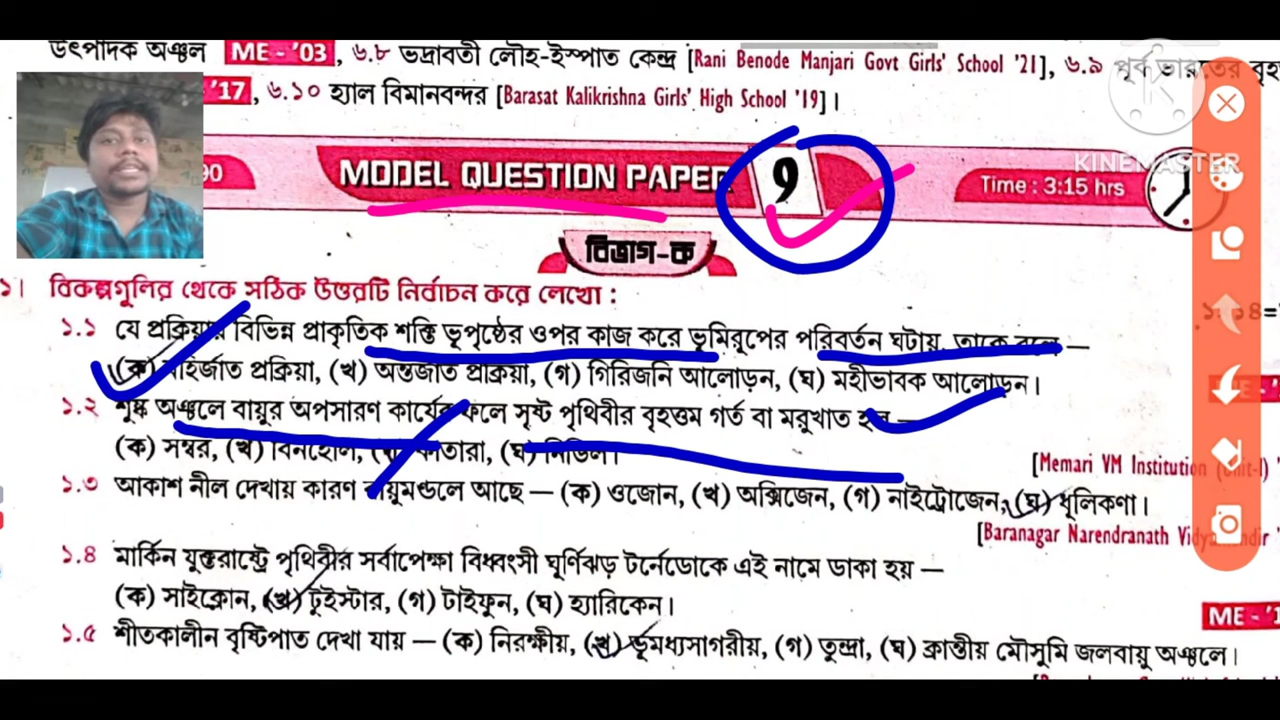 উৎপাদক অঞ্চল ME - '03, ৬.৮ ভদ্রাবতী লৌহ-ইস্পাত কেন্দ্র [Rani Benode Manjari Govt Girls' School '21], ৬.৯ পূর্ব ভারতের বৃহ
'17, ৬.১০ হ্যাল বিমানবন্দর [Barasat Kalikrishna Girls' High School '19]।
KINEMASTER
90 MODEL QUESTION PAPER 9 Time : 3:15 hrs
বিভাগ-ক
১। বিকল্পগুলির থেকে সঠিক উত্তরটি নির্বাচন করে লেখো :
১.১ যে প্রক্রিয়ায় বিভিন্ন প্রাকৃতিক শক্তি ভূপৃষ্ঠের ওপর কাজ করে ভূমিরূপের পরিবর্তন ঘটায়, তাকে বলে —
(ক) বহির্জাত প্রক্রিয়া, (খ) অন্তর্জাত প্রক্রিয়া, (গ) গিরিজনি আলোড়ন, (ঘ) মহীভাবক আলোড়ন।
১.২ শুষ্ক অঞ্চলে বায়ুর অপসারণ কার্যের ফলে সৃষ্ট পৃথিবীর বৃহত্তম গর্ত বা মরুখাত হল —
(ক) সম্বর, (খ) বিনহোল, (গ) কাতারা, (ঘ) নিভিল।
[Memari VM Institution (Unit-I) '
১.৩ আকাশ নীল দেখায় কারণ বায়ুমণ্ডলে আছে — (ক) ওজোন, (খ) অক্সিজেন, (গ) নাইট্রোজেন, (ঘ) ধূলিকণা।
[Baranagar Narendranath Vidyamandir '
১.৪ মার্কিন যুক্তরাষ্ট্রে পৃথিবীর সর্বাপেক্ষা বিধ্বংসী ঘূর্ণিঝড় টর্নেডোকে এই নামে ডাকা হয় —
(ক) সাইক্লোন, (খ) টুইস্টার, (গ) টাইফুন, (ঘ) হ্যারিকেন।
ME - '1
১.৫ শীতকালীন বৃষ্টিপাত দেখা যায় — (ক) নিরক্ষীয়, (খ) ভূমধ্যসাগরীয়, (গ) তুন্দ্রা, (ঘ) ক্রান্তীয় মৌসুমি জলবায়ু অঞ্চলে।